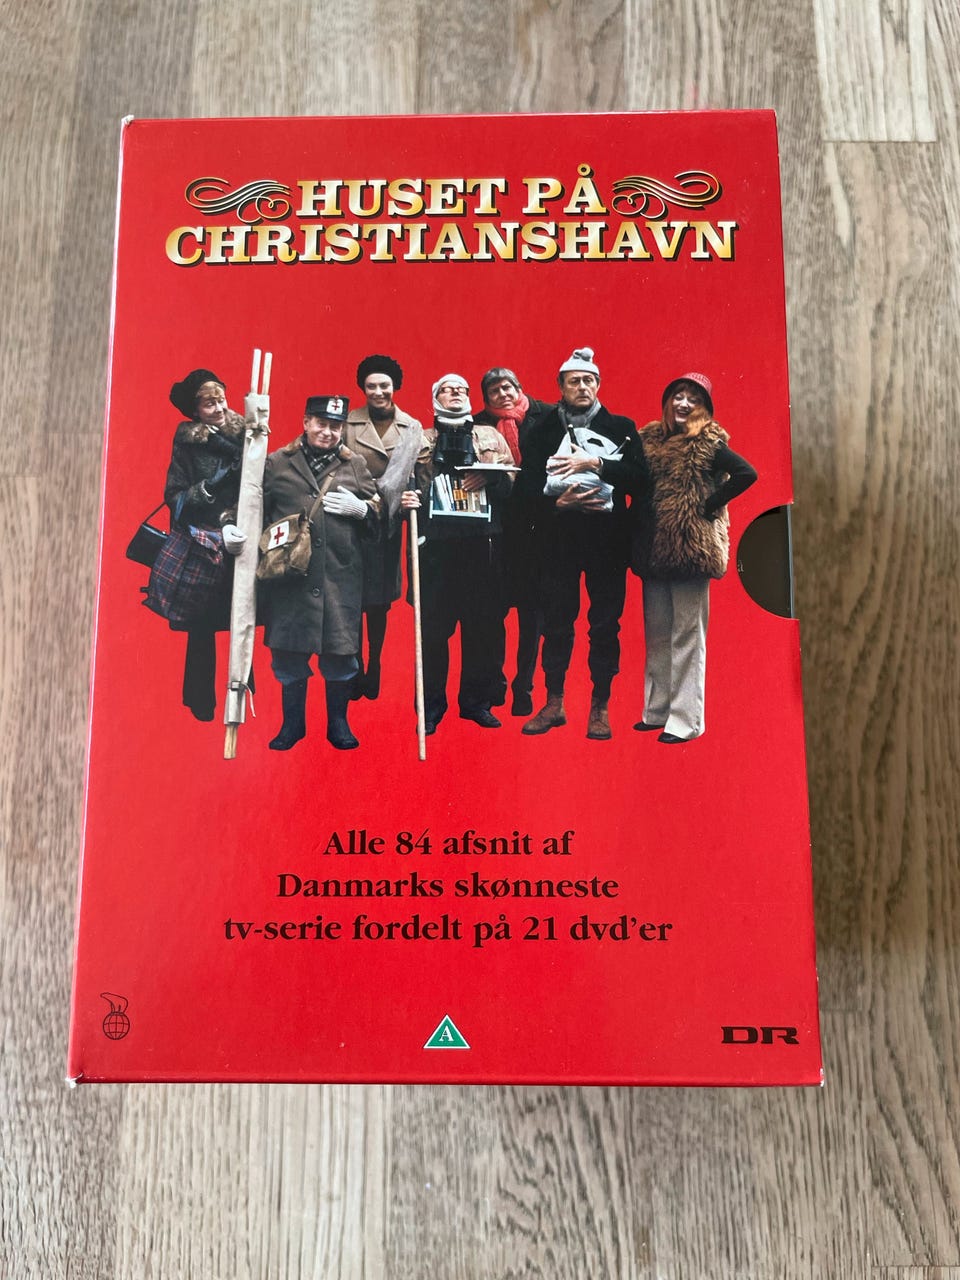 HUSET PÅ
CHRISTIANSHAVN
Alle 84 afsnit af
Danmarks skønneste
tv-serie fordelt på 21 dvd'er
A
DR